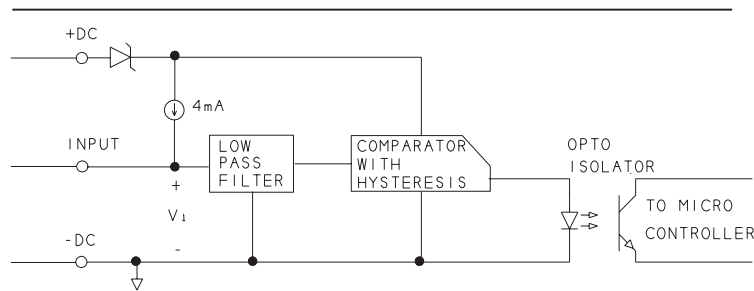 +DC
4mA
INPUT
LOW
PASS
FILTER
COMPARATOR
WITH
HYSTERESIS
OPTO
ISOLATOR
+
V1
-
TO MICRO
CONTROLLER
-DC